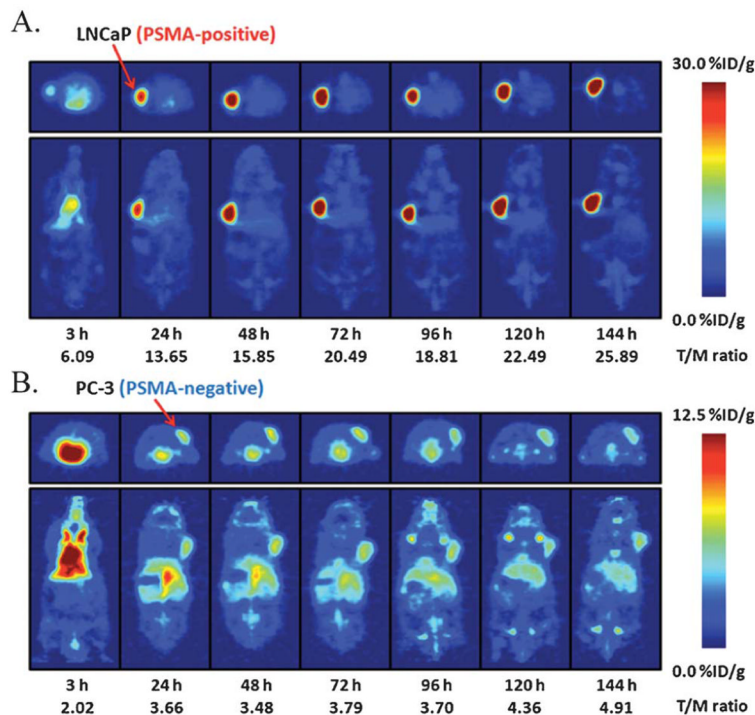 A.
LNCaP (PSMA-positive)
30.0 %ID/g
0.0 %ID/g
3 h 24 h 48 h 72 h 96 h 120 h 144 h
6.09 13.65 15.85 20.49 18.81 22.49 25.89 T/M ratio
B.
PC-3 (PSMA-negative)
12.5 %ID/g
0.0 %ID/g
3 h 24 h 48 h 72 h 96 h 120 h 144 h
2.02 3.66 3.48 3.79 3.70 4.36 4.91 T/M ratio